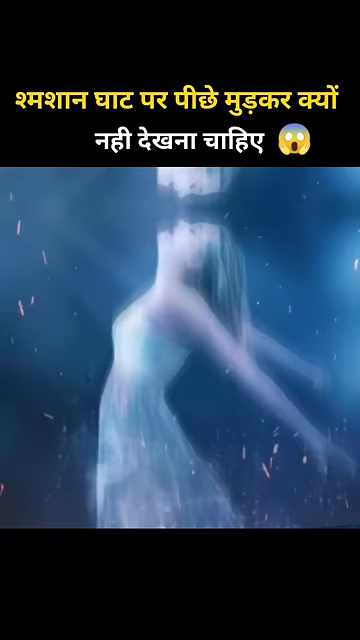 श्मशान घाट पर पीछे मुड़कर क्यों
नही देखना चाहिए 😱